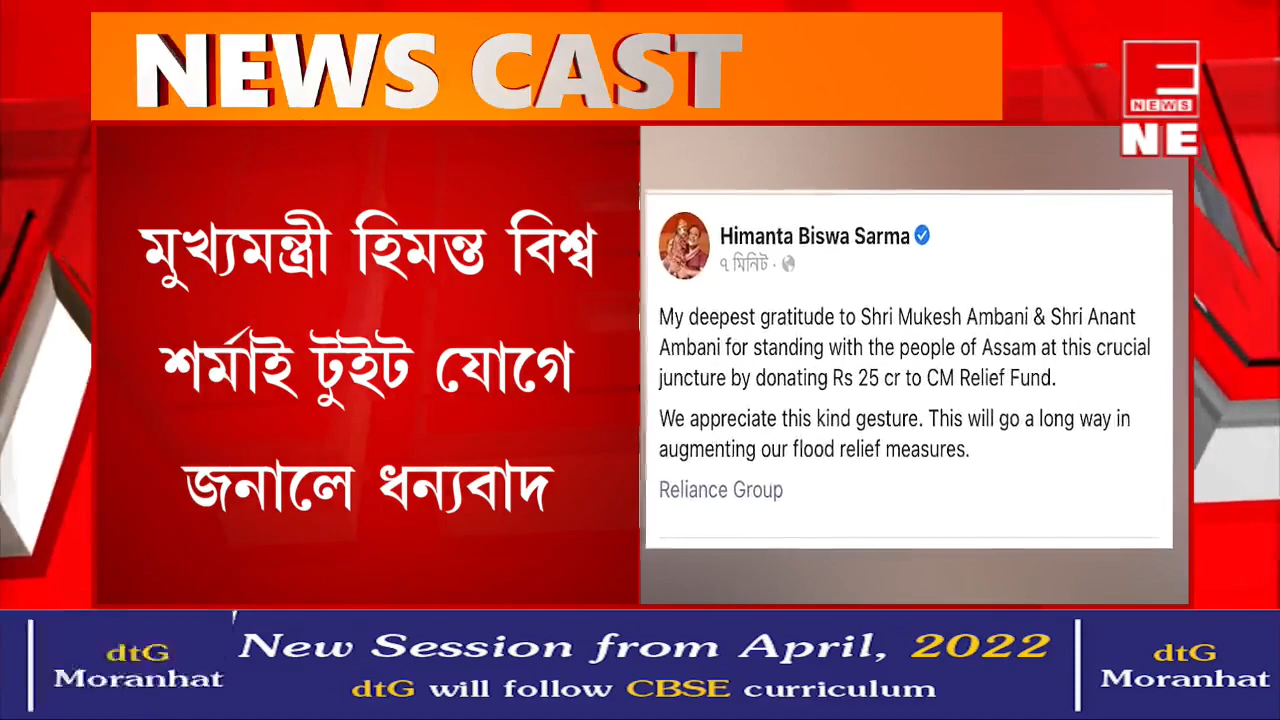 NEWS CAST
E
NEWS
NE
মুখ্যমন্ত্ৰী হিমন্ত বিশ্ব
শৰ্মাই টুইট যোগে
জনালে ধন্যবাদ
Himanta Biswa Sarma
৭ মিনিট ·
My deepest gratitude to Shri Mukesh Ambani & Shri Anant
Ambani for standing with the people of Assam at this crucial
juncture by donating Rs 25 cr to CM Relief Fund.
We appreciate this kind gesture. This will go a long way in
augmenting our flood relief measures.
Reliance Group
dtG
Moranhat
New Session from April, 2022
dtG will follow CBSE curriculum
dtG
Moranhat